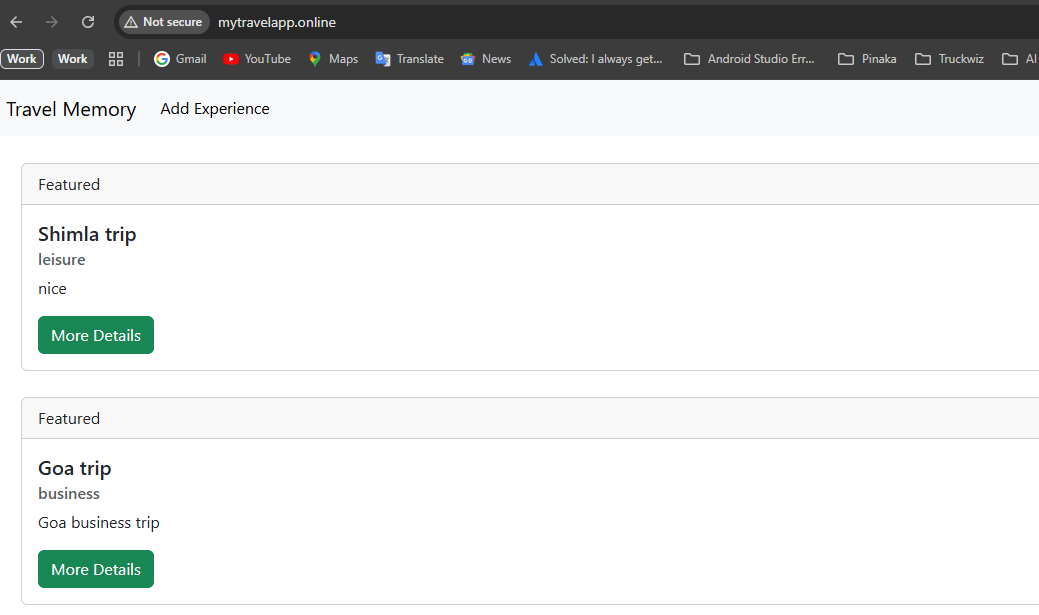 Not secure mytravelapp.online
Work Work Gmail YouTube Maps Translate News Solved: I always get... Android Studio Err... Pinaka Truckwiz AI
Travel Memory Add Experience
Featured
Shimla trip
leisure
nice
More Details
Featured
Goa trip
business
Goa business trip
More Details